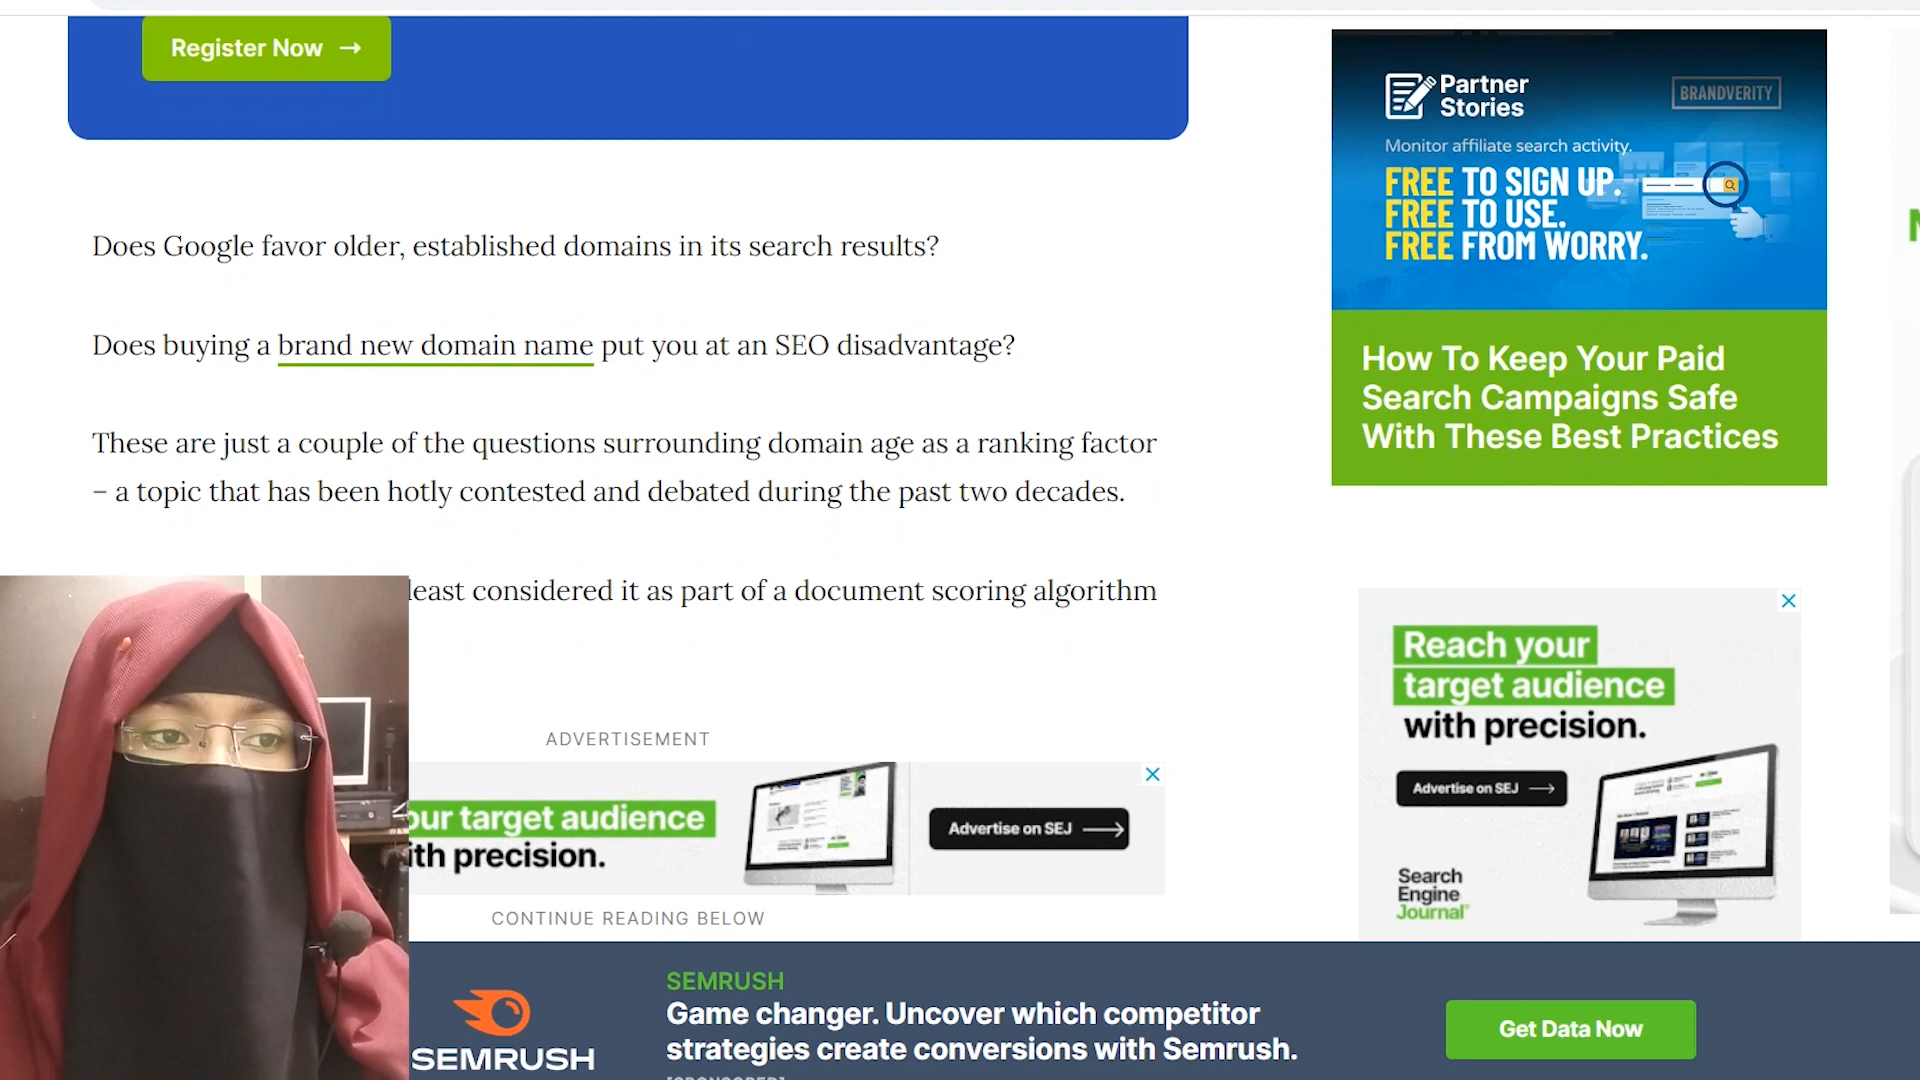 Register Now →
Does Google favor older, established domains in its search results?
Does buying a brand new domain name put you at an SEO disadvantage?
These are just a couple of the questions surrounding domain age as a ranking factor
– a topic that has been hotly contested and debated during the past two decades.
least considered it as part of a document scoring algorithm
ADVERTISEMENT
our target audience
ith precision.
Advertise on SEJ
CONTINUE READING BELOW
Partner
Stories
BRANDVERITY
Monitor affiliate search activity.
FREE TO SIGN UP.
FREE TO USE.
FREE FROM WORRY.
How To Keep Your Paid
Search Campaigns Safe
With These Best Practices
Reach your
target audience
with precision.
Advertise on SEJ
Search
Engine
Journal
SEMRUSH
SEMRUSH
Game changer. Uncover which competitor
strategies create conversions with Semrush.
Get Data Now